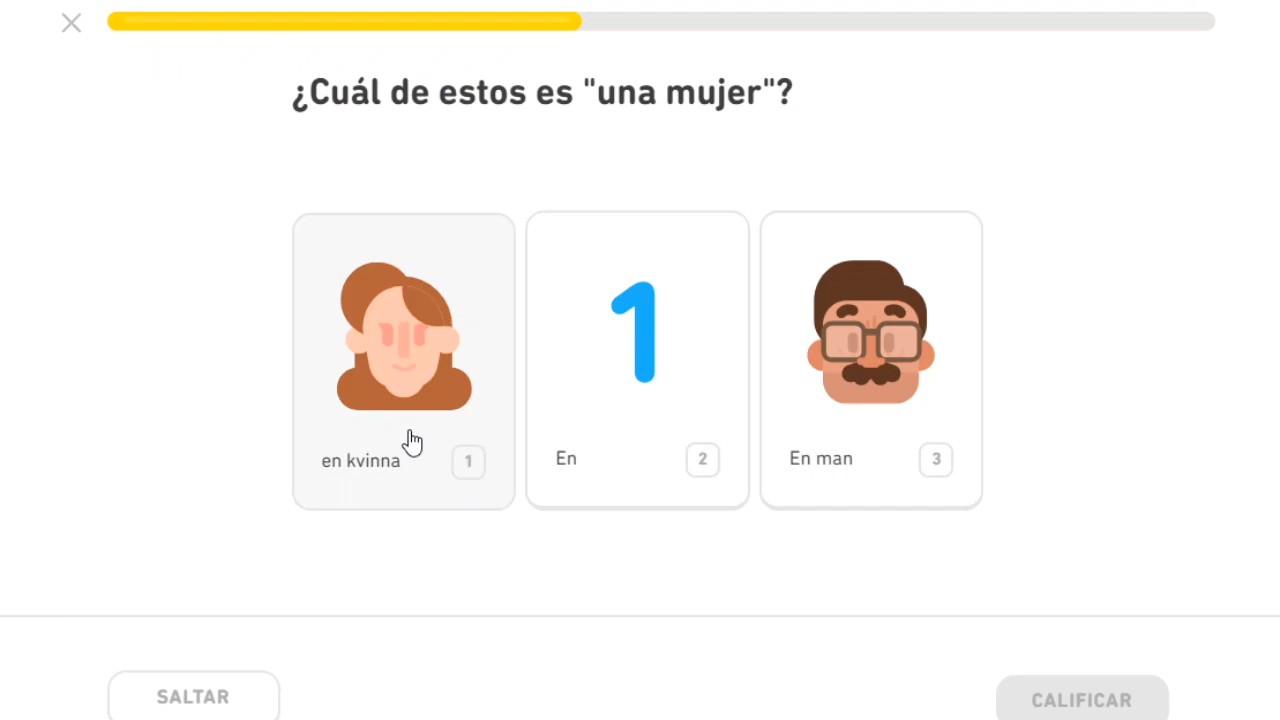 ¿Cuál de estos es "una mujer"?
1
en kvinna 1
En 2
En man 3
SALTAR
CALIFICAR